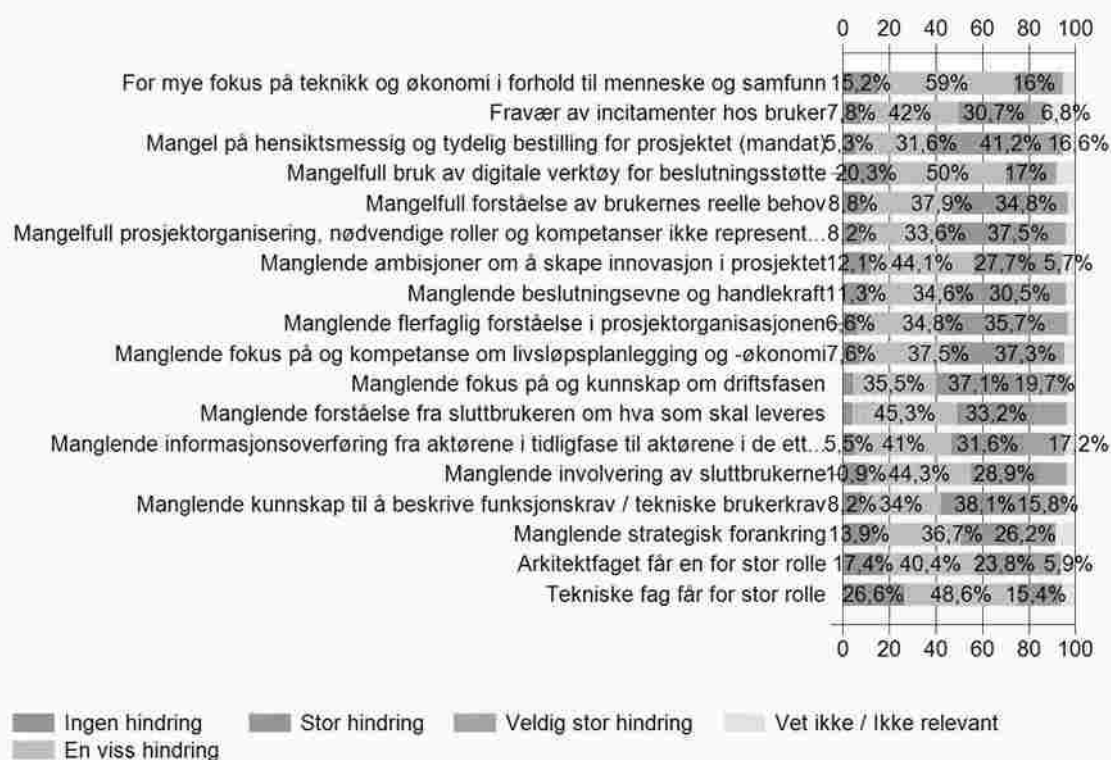 0 20 40 60 80 100
For mye fokus på teknikk og økonomi i forhold til menneske og samfunn 15,2% 59% 16%
Fravær av incitamenter hos bruker 7,8% 42% 30,7% 6,8%
Mangel på hensiktsmessig og tydelig bestilling for prosjektet (mandat) 5,3% 31,6% 41,2% 16,6%
Mangelfull bruk av digitale verktøy for beslutningsstøtte 20,3% 50% 17%
Mangelfull forståelse av brukernes reelle behov 8,8% 37,9% 34,8%
Mangelfull prosjektorganisering, nødvendige roller og kompetanser ikke represent... 8,2% 33,6% 37,5%
Manglende ambisjoner om å skape innovasjon i prosjektet 12,1% 44,1% 27,7% 5,7%
Manglende beslutningsevne og handlekraft 11,3% 34,6% 30,5%
Manglende flerfaglig forståelse i prosjektorganisasjonen 6,6% 34,8% 35,7%
Manglende fokus på og kompetanse om livsløpsplanlegging og -økonomi 7,6% 37,5% 37,3%
Manglende fokus på og kunnskap om driftsfasen 35,5% 37,1% 19,7%
Manglende forståelse fra sluttbrukeren om hva som skal leveres 45,3% 33,2%
Manglende informasjonsoverføring fra aktørene i tidligfase til aktørene i de ett... 5,5% 41% 31,6% 17,2%
Manglende involvering av sluttbrukerne 10,9% 44,3% 28,9%
Manglende kunnskap til å beskrive funksjonskrav / tekniske brukerkrav 8,2% 34% 38,1% 15,8%
Manglende strategisk forankring 13,9% 36,7% 26,2%
Arkitektfaget får en for stor rolle 17,4% 40,4% 23,8% 5,9%
Tekniske fag får for stor rolle 26,6% 48,6% 15,4%
0 20 40 60 80 100
Ingen hindring Stor hindring Veldig stor hindring Vet ikke / Ikke relevant
En viss hindring